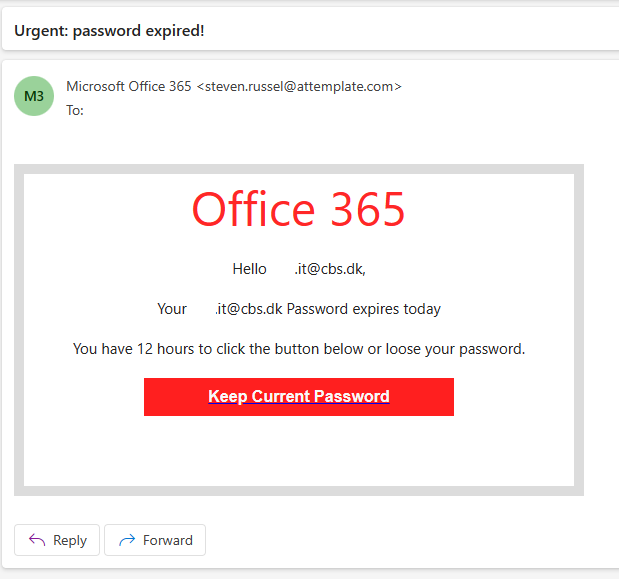 Urgent: password expired!
M3
Microsoft Office 365 <steven.russel@attemplate.com>
To:
Office 365
Hello .it@cbs.dk,
Your .it@cbs.dk Password expires today
You have 12 hours to click the button below or loose your password.
Keep Current Password
Reply
Forward